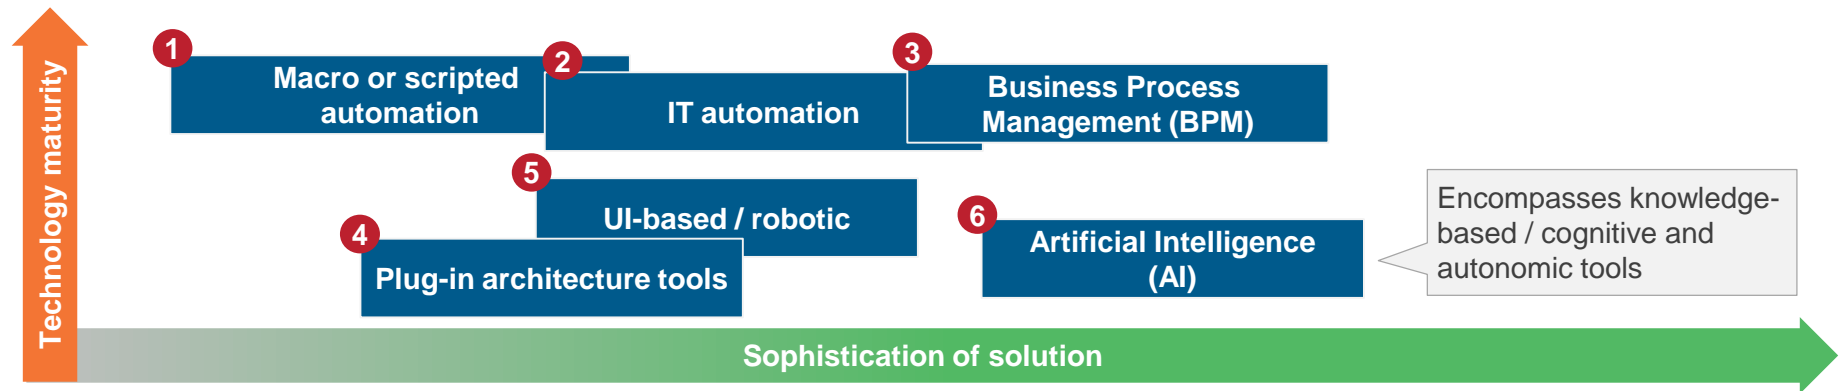 Technology maturity
1
Macro or scripted
automation
2
IT automation
3
Business Process
Management (BPM)
5
UI-based / robotic
4
Plug-in architecture tools
6
Artificial Intelligence
(AI)
Encompasses knowledge-
based / cognitive and
autonomic tools
Sophistication of solution